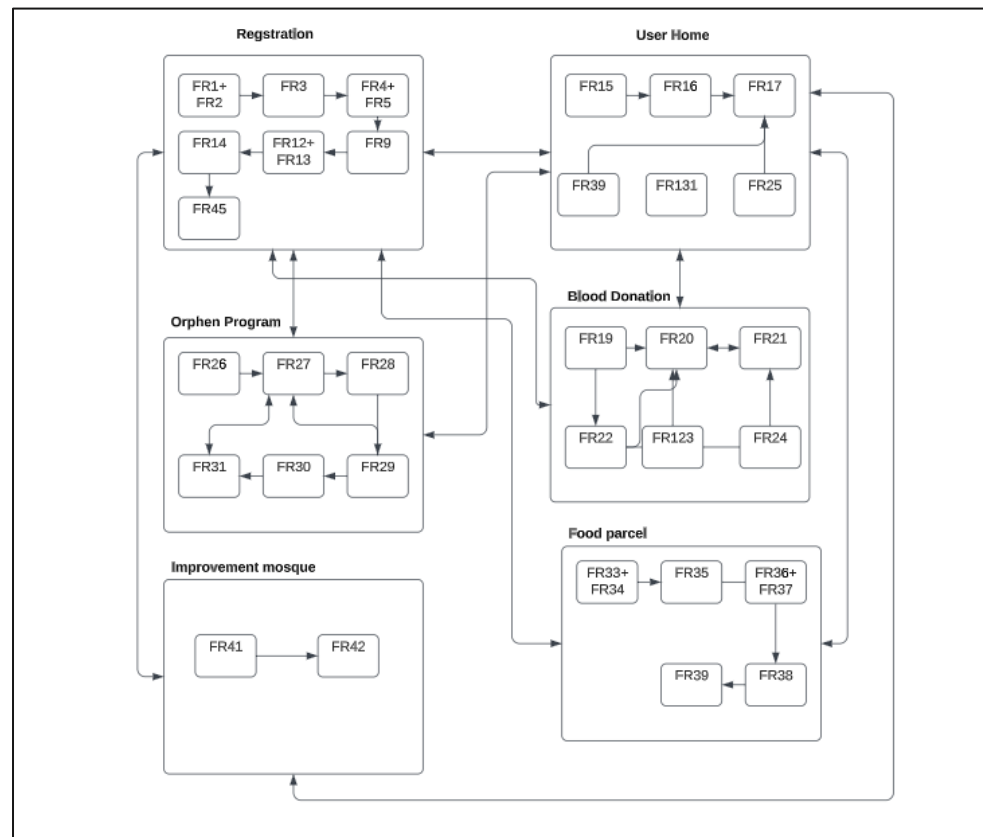 Regstration
FR1+
FR2
FR3
FR4+
FR5
FR14
FR12+
FR13
FR9
FR45
User Home
FR15
FR16
FR17
FR39
FR131
FR25
Orphen Program
FR26
FR27
FR28
FR31
FR30
FR29
Blood Donation
FR19
FR20
FR21
FR22
FR123
FR24
Improvement mosque
FR41
FR42
Food parcel
FR33+
FR34
FR35
FR36+
FR37
FR39
FR38